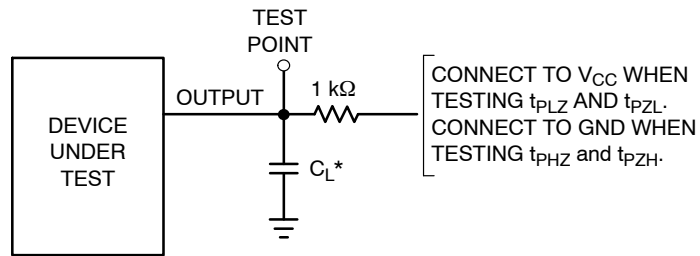 TEST
POINT
1 kΩ
OUTPUT
DEVICE
UNDER
TEST
CL*
CONNECT TO VCC WHEN
TESTING tPLZ AND tPZL.
CONNECT TO GND WHEN
TESTING tPHZ and tPZH.